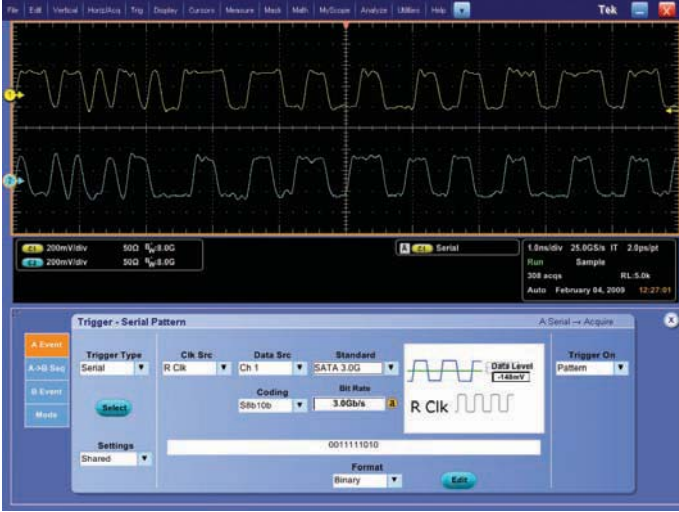 File Edit Vertical Horiz/Acq Trig Display Cursors Measure Mask Math MyScope Analyze Utilities Help Tek
1
2
C1 200mV/div 50Ω BW:8.0G
C2 200mV/div 50Ω BW:8.0G
A C1 Serial
1.0ns/div 25.0GS/s IT 2.0ps/pt
Run Sample
308 acqs RL:5.0k
Auto February 04, 2009 12:27:01
Trigger - Serial Pattern A Serial → Acquire X
A Event
A->B Seq
B Event
Mode
Trigger Type
Serial
Select
Settings
Shared
Clk Src
R Clk
Data Src
Ch 1
Standard
SATA 3.0G
Coding
S8b10b
Bit Rate
3.0Gb/s a
Data Level
-148mV
R Clk
Trigger On
Pattern
0011111010
Format
Binary
Edit